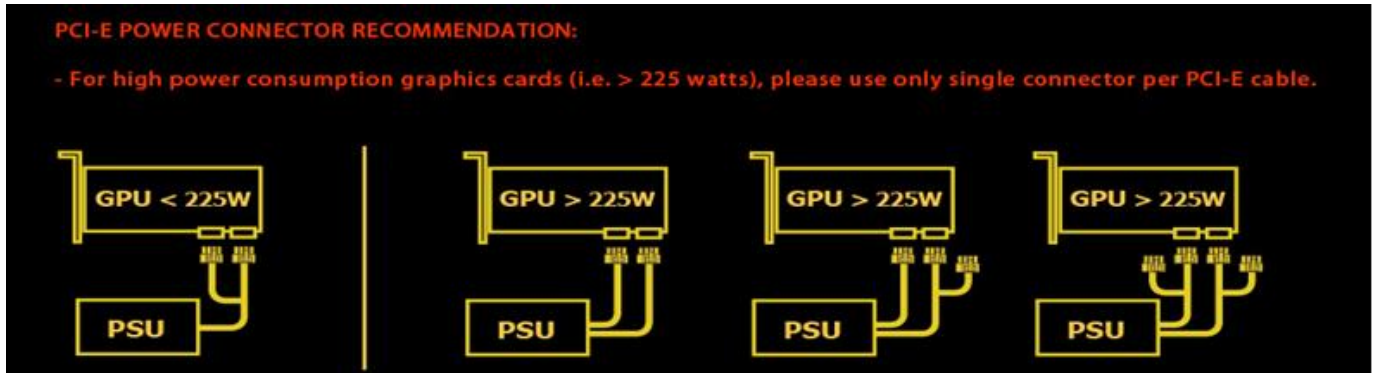 PCI-E POWER CONNECTOR RECOMMENDATION:
- For high power consumption graphics cards (i.e. > 225 watts), please use only single connector per PCI-E cable.
GPU < 225W
GPU > 225W
GPU > 225W
GPU > 225W
PSU
PSU
PSU
PSU